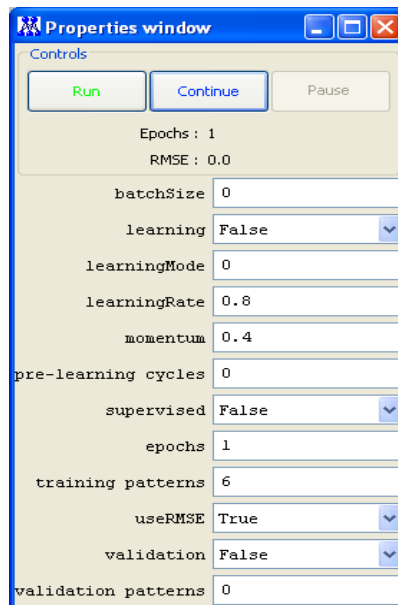 Properties window
Controls
Run Continue Pause
Epochs : 1
RMSE : 0.0
batchSize 0
learning False
learningMode 0
learningRate 0.8
momentum 0.4
pre-learning cycles 0
supervised False
epochs 1
training patterns 6
useRMSE True
validation False
validation patterns 0